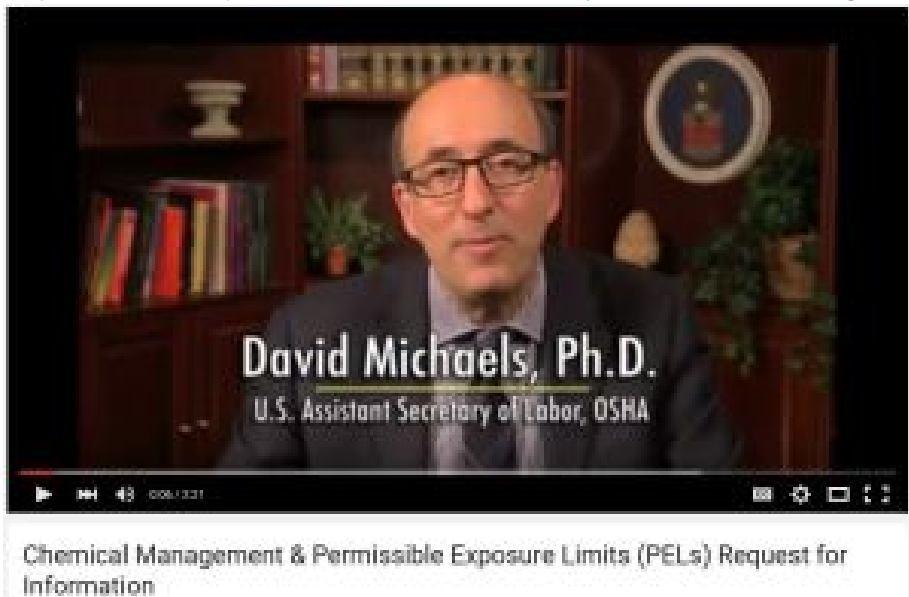 David Michaels, Ph.D.
U.S. Assistant Secretary of Labor, OSHA
Chemical Management & Permissible Exposure Limits (PELs) Request for
Information